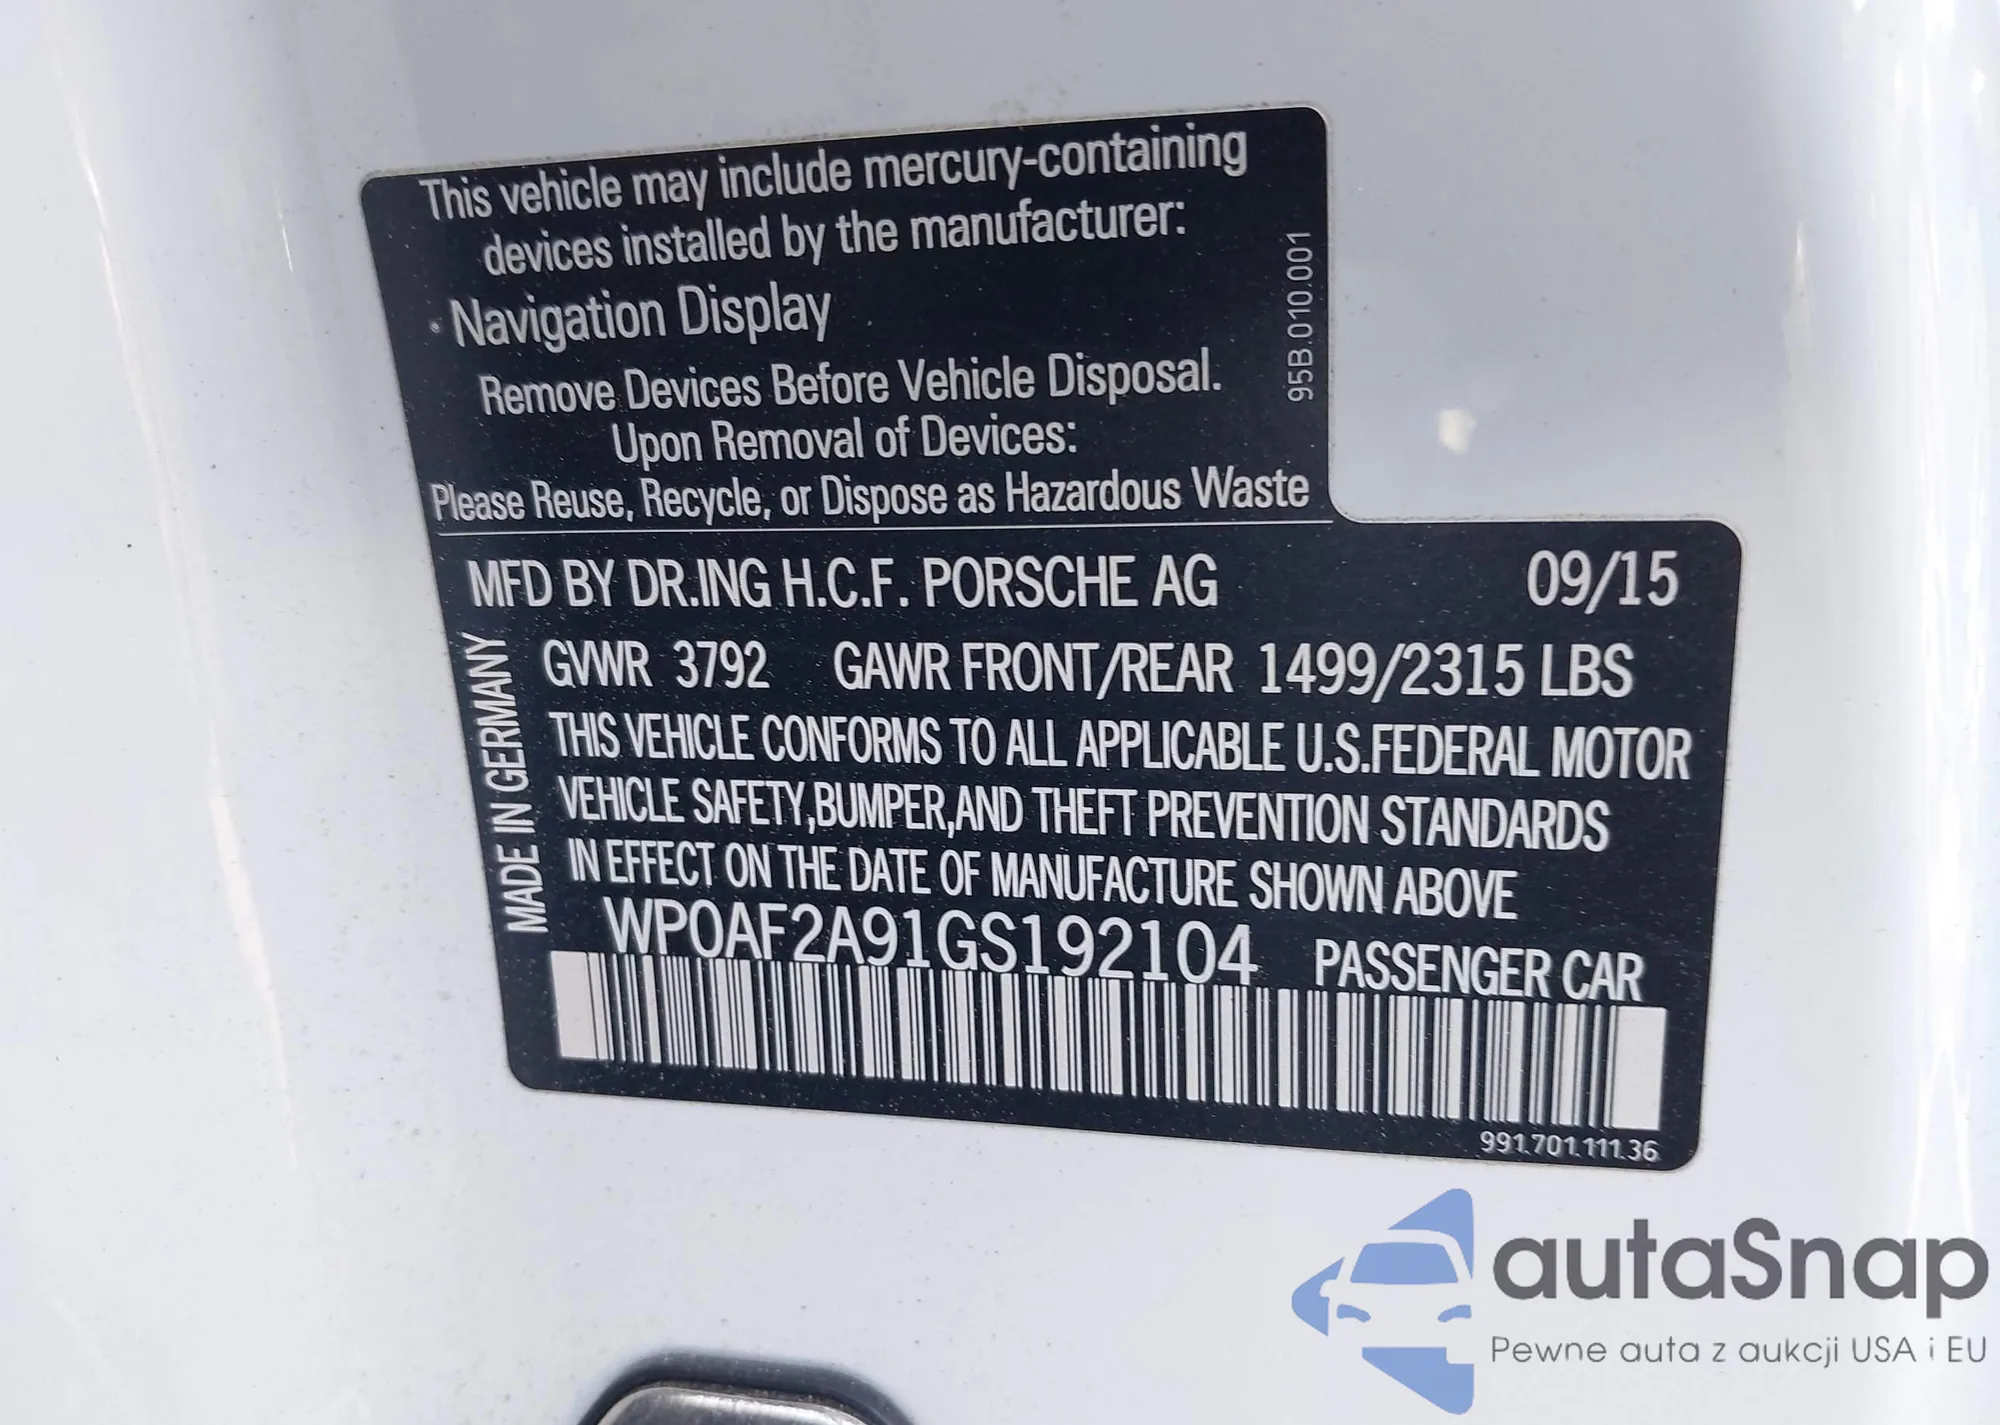 This vehicle may include mercury-containing
devices installed by the manufacturer:
· Navigation Display
Remove Devices Before Vehicle Disposal.
Upon Removal of Devices:
Please Reuse, Recycle, or Dispose as Hazardous Waste
95B.010.001
MFD BY DR.ING H.C.F. PORSCHE AG 09/15
MADE IN GERMANY
GVWR 3792 GAWR FRONT/REAR 1499/2315 LBS
THIS VEHICLE CONFORMS TO ALL APPLICABLE U.S.FEDERAL MOTOR
VEHICLE SAFETY,BUMPER,AND THEFT PREVENTION STANDARDS
IN EFFECT ON THE DATE OF MANUFACTURE SHOWN ABOVE
WP0AF2A91GS192104 PASSENGER CAR
991.701.111.36
autaSnap
Pewne auta z aukcji USA i EU